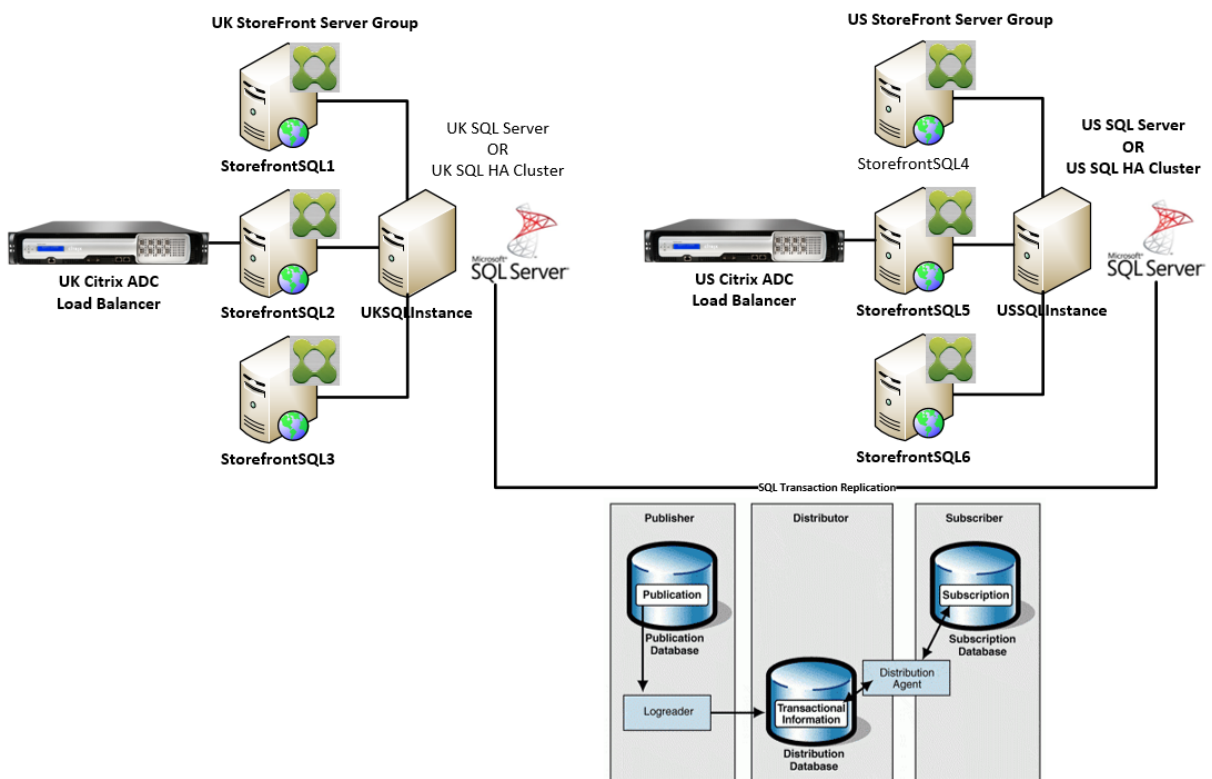 UK StoreFront Server Group
StorefrontSQL1
UK SQL Server
OR
UK SQL HA Cluster
UK Citrix ADC
Load Balancer
StorefrontSQL2
UKSQLInstance
Microsoft®
SQL Server
StorefrontSQL3
US StoreFront Server Group
StorefrontSQL4
US SQL Server
OR
US SQL HA Cluster
US Citrix ADC
Load Balancer
StorefrontSQL5
USSQLInstance
Microsoft®
SQL Server
StorefrontSQL6
SQL Transaction Replication
Publisher
Distributor
Subscriber
Publication
Publication
Database
Logreader
Transactional
Information
Distribution
Database
Distribution
Agent
Subscription
Subscription
Database